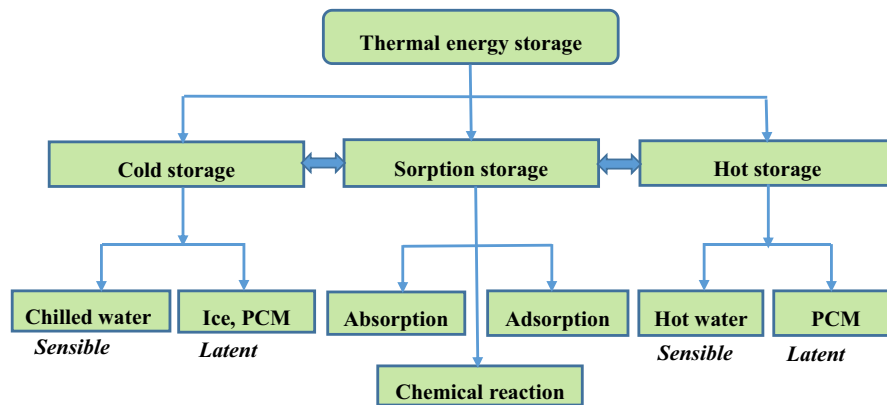 Thermal energy storage
Cold storage
Sorption storage
Hot storage
Chilled water
Ice, PCM
Absorption
Adsorption
Hot water
PCM
Sensible
Latent
Sensible
Latent
Chemical reaction